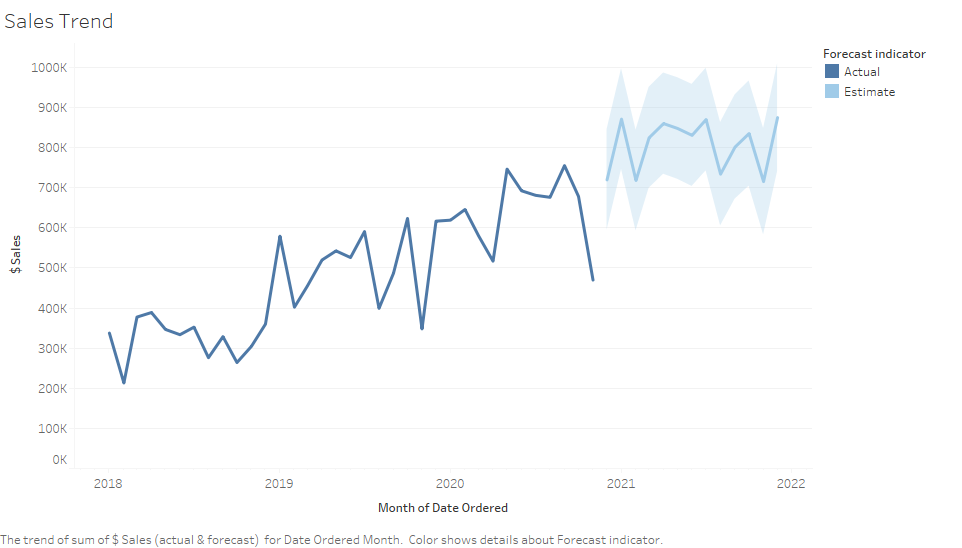 Sales Trend
Forecast indicator
Actual
Estimate
1000K
900K
800K
700K
600K
500K
400K
300K
200K
100K
0K
$ Sales
2018 2019 2020 2021 2022
Month of Date Ordered
The trend of sum of $ Sales (actual & forecast) for Date Ordered Month. Color shows details about Forecast indicator.